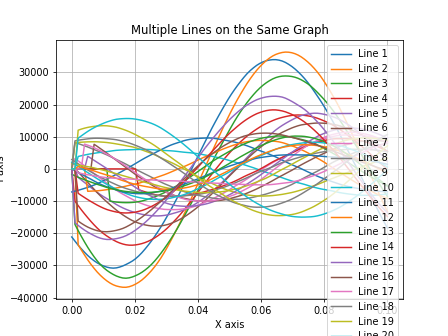 Multiple Lines on the Same Graph
30000
20000
10000
0
−10000
−20000
−30000
−40000
0.00
0.02
0.04
0.06
X axis
Line 1
Line 2
Line 3
Line 4
Line 5
Line 6
Line 7
Line 8
Line 9
Line 10
Line 11
Line 12
Line 13
Line 14
Line 15
Line 16
Line 17
Line 18
Line 19
Line 20